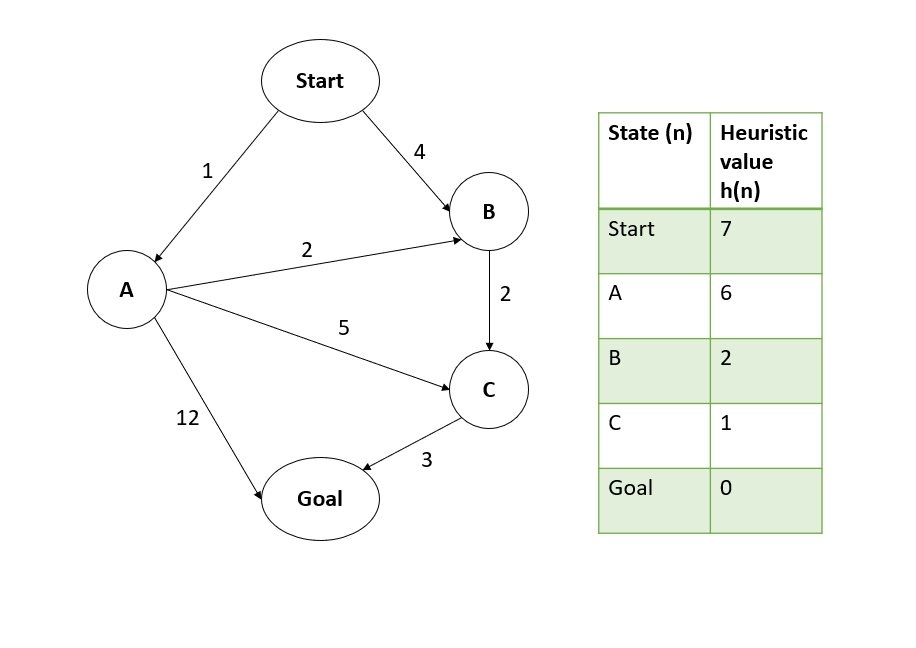 Start
1
4
B
2
A
2
5
C
12
3
Goal
State (n) Heuristic
value
h(n)
Start 7
A 6
B 2
C 1
Goal 0